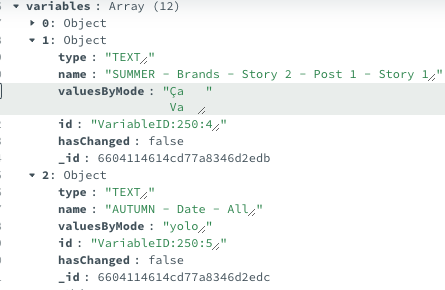 variables : Array (12)
0: Object
1: Object
type : "TEXT"
name : "SUMMER - Brands - Story 2 - Post 1 - Story 1"
valuesByMode : "Ça "
Va
id : "VariableID:250:4"
hasChanged : false
_id : 6604114614cd77a8346d2edb
2: Object
type : "TEXT"
name : "AUTUMN - Date - All"
valuesByMode : "yolo"
id : "VariableID:250:5"
hasChanged : false
_id : 6604114614cd77a8346d2edc